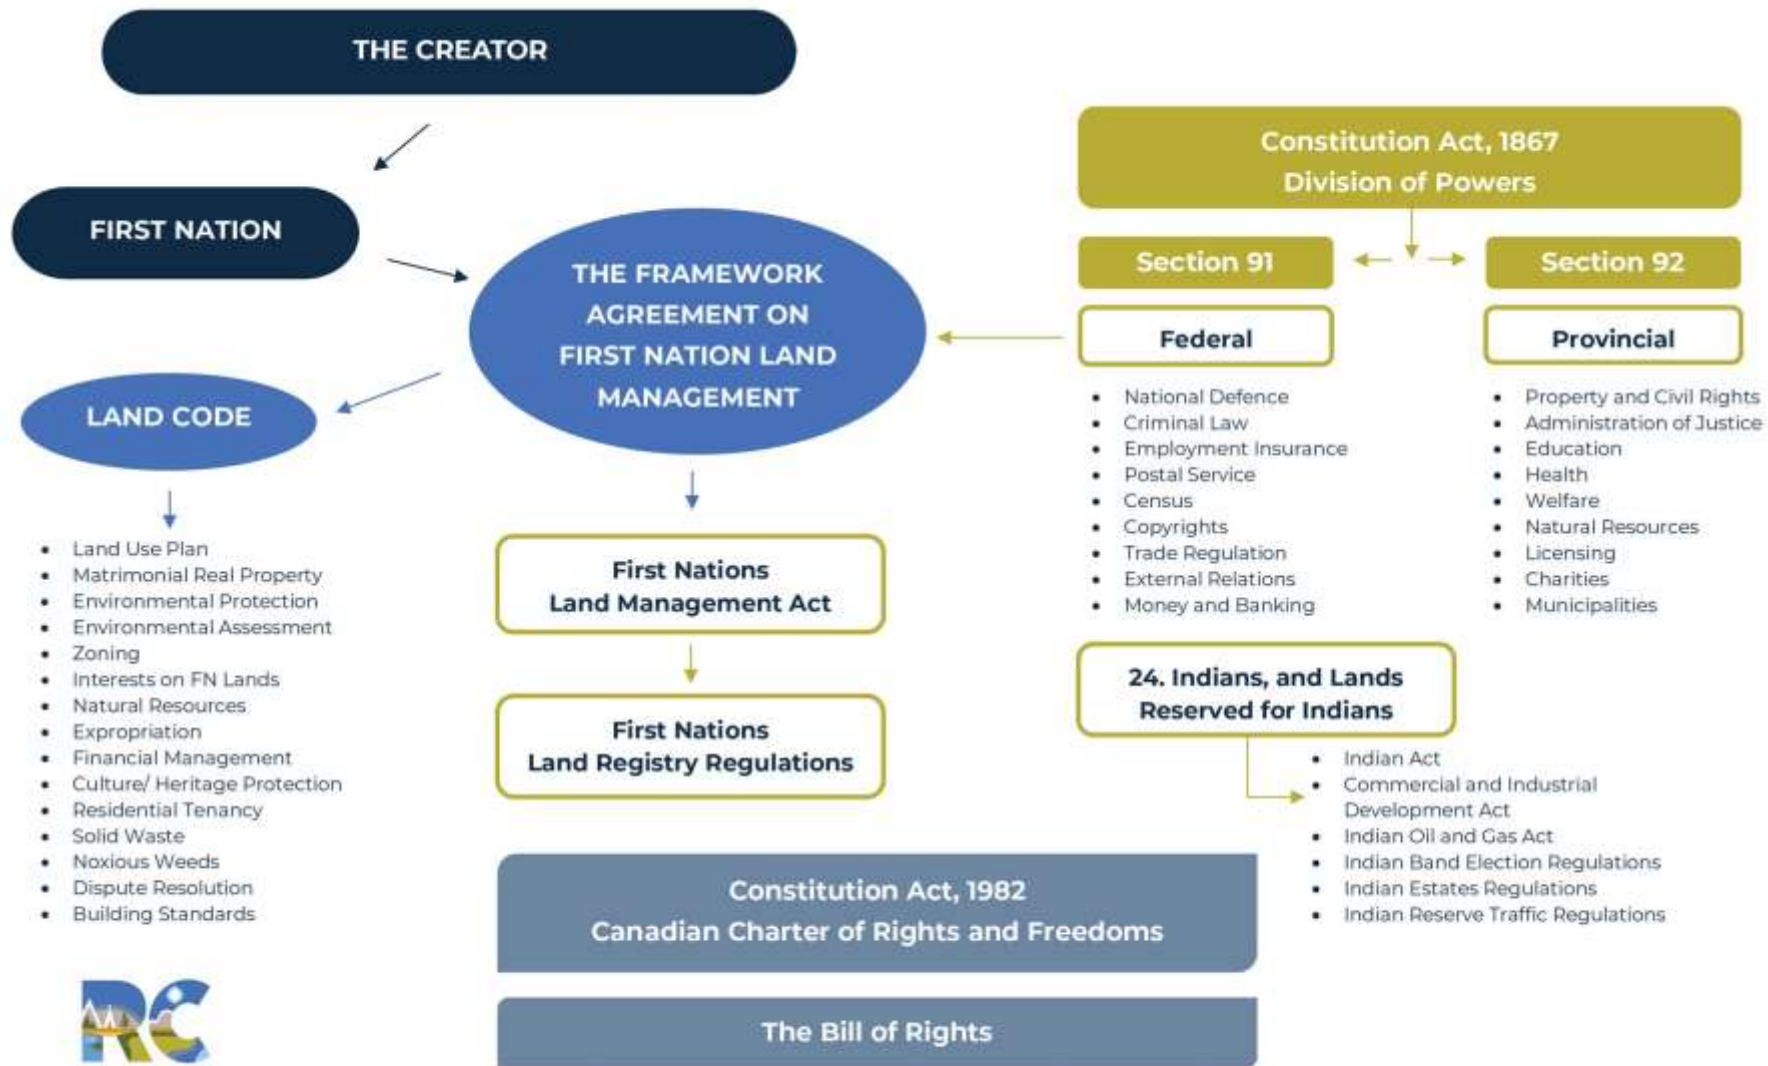 THE CREATOR
FIRST NATION
THE FRAMEWORK
AGREEMENT ON
FIRST NATION LAND
MANAGEMENT
LAND CODE
• Land Use Plan
• Matrimonial Real Property
• Environmental Protection
• Environmental Assessment
• Zoning
• Interests on FN Lands
• Natural Resources
• Expropriation
• Financial Management
• Culture/ Heritage Protection
• Residential Tenancy
• Solid Waste
• Noxious Weeds
• Dispute Resolution
• Building Standards
First Nations
Land Management Act
First Nations
Land Registry Regulations
Constitution Act, 1867
Division of Powers
Section 91
Federal
• National Defence
• Criminal Law
• Employment Insurance
• Postal Service
• Census
• Copyrights
• Trade Regulation
• External Relations
• Money and Banking
Section 92
Provincial
• Property and Civil Rights
• Administration of Justice
• Education
• Health
• Welfare
• Natural Resources
• Licensing
• Charities
• Municipalities
24. Indians, and Lands
Reserved for Indians
• Indian Act
• Commercial and Industrial
Development Act
• Indian Oil and Gas Act
• Indian Band Election Regulations
• Indian Estates Regulations
• Indian Reserve Traffic Regulations
Constitution Act, 1982
Canadian Charter of Rights and Freedoms
The Bill of Rights
RC